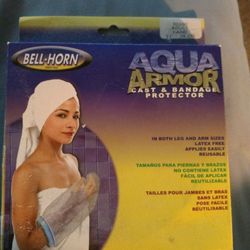 BELL-HORN
AQUA
ARMOR
CAST & BANDAGE
PROTECTOR
IN BOTH LEG AND ARM SIZES
LATEX FREE
APPLIES EASILY
REUSABLE
TAMAÑOS PARA PIERNAS Y BRAZOS
NO CONTIENE LATEX
FÁCIL DE APLICAR
REUTILIZABLE
TAILLES POUR JAMBES ET BRAS
SANS LATEX
POSE FACILE
RÉUTILISABLE